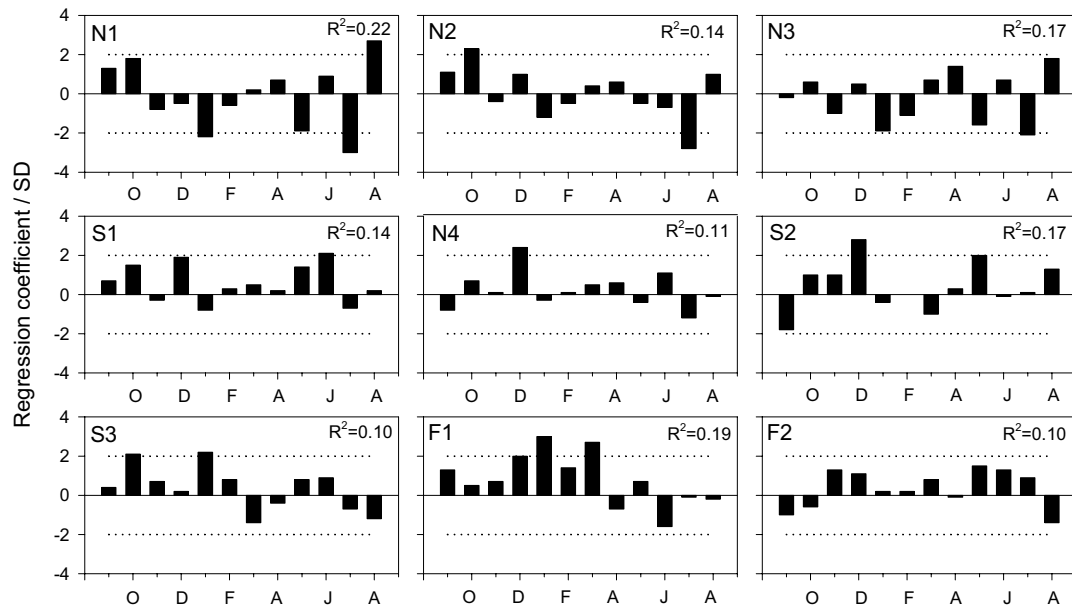 Regression coefficient / SD
N1 R²=0.22
N2 R²=0.14
N3 R²=0.17
4
2
0
-2
-4
O D F A J A
O D F A J A
O D F A J A
S1 R²=0.14
N4 R²=0.11
S2 R²=0.17
4
2
0
-2
-4
O D F A J A
O D F A J A
O D F A J A
S3 R²=0.10
F1 R²=0.19
F2 R²=0.10
4
2
0
-2
-4
O D F A J A
O D F A J A
O D F A J A